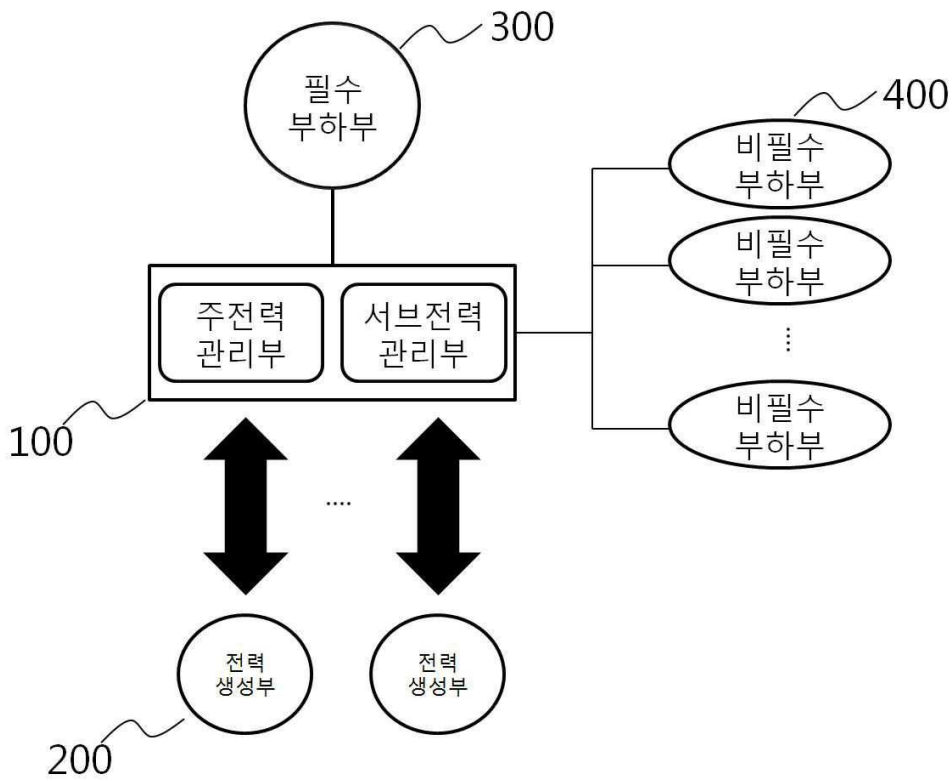 300
필수
부하부
400
비필수
부하부
비필수
부하부
....
비필수
부하부
주전력
관리부
서브전력
관리부
100
....
전력
생성부
전력
생성부
200